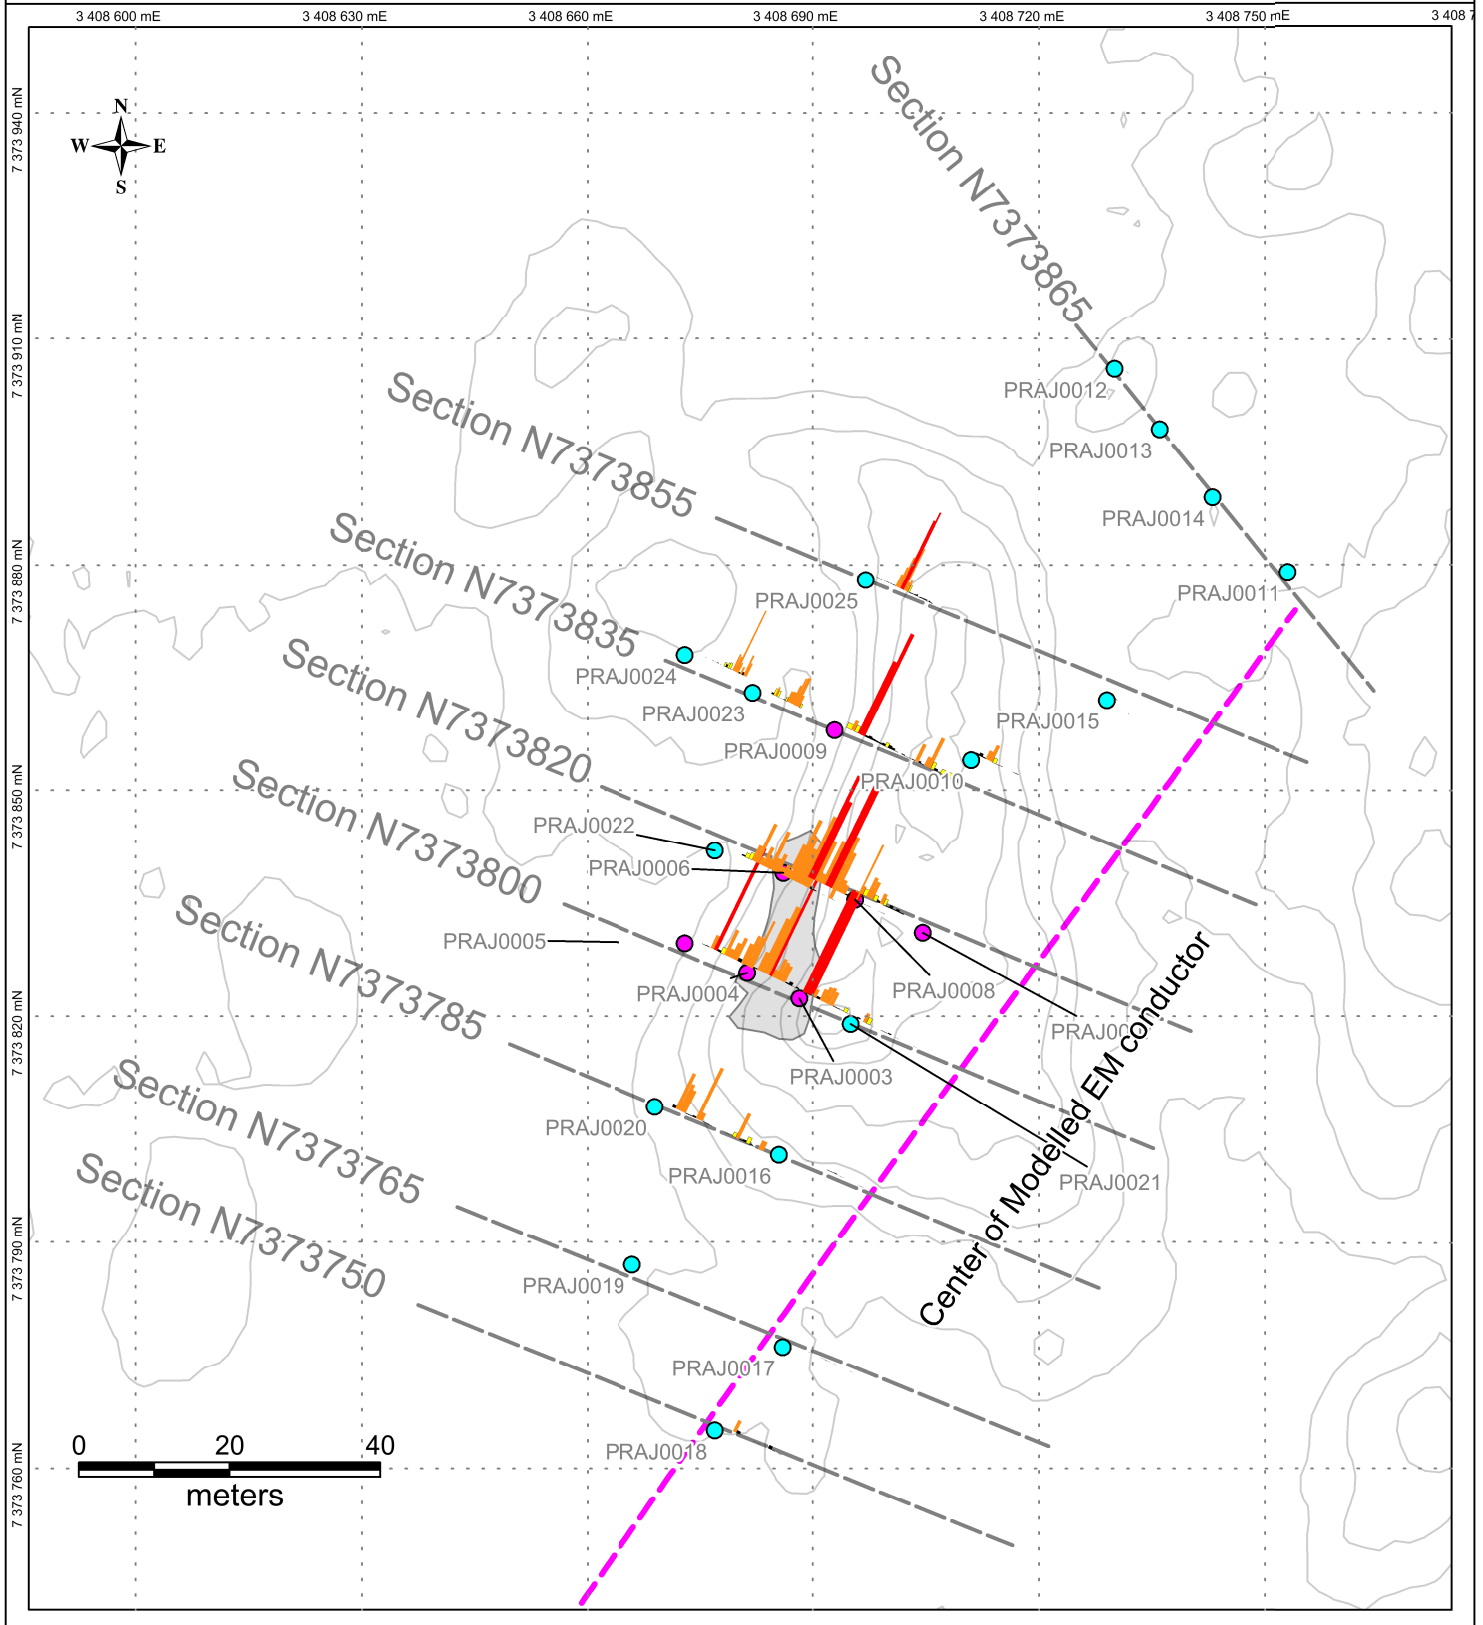 3 408 600 mE
3 408 630 mE
3 408 660 mE
3 408 690 mE
3 408 720 mE
3 408 750 mE
3 408 7
7 373 940 mN
7 373 910 mN
7 373 880 mN
7 373 850 mN
7 373 820 mN
7 373 790 mN
7 373 760 mN
N
W
E
S
Section N7373865
PRAJ0012
PRAJ0013
PRAJ0014
PRAJ0011
Section N7373855
PRAJ0025
PRAJ0015
Section N7373835
PRAJ0024
PRAJ0023
PRAJ0009
PRAJ0010
Section N7373820
PRAJ0022
PRAJ0006
PRAJ0008
PRAJ00
Section N7373800
PRAJ0005
PRAJ0004
PRAJ0003
PRAJ0021
Section N7373785
PRAJ0020
PRAJ0016
Section N7373765
PRAJ0019
PRAJ0017
Section N7373750
PRAJ0018
Center of Modelled EM conductor
0
20
40
meters